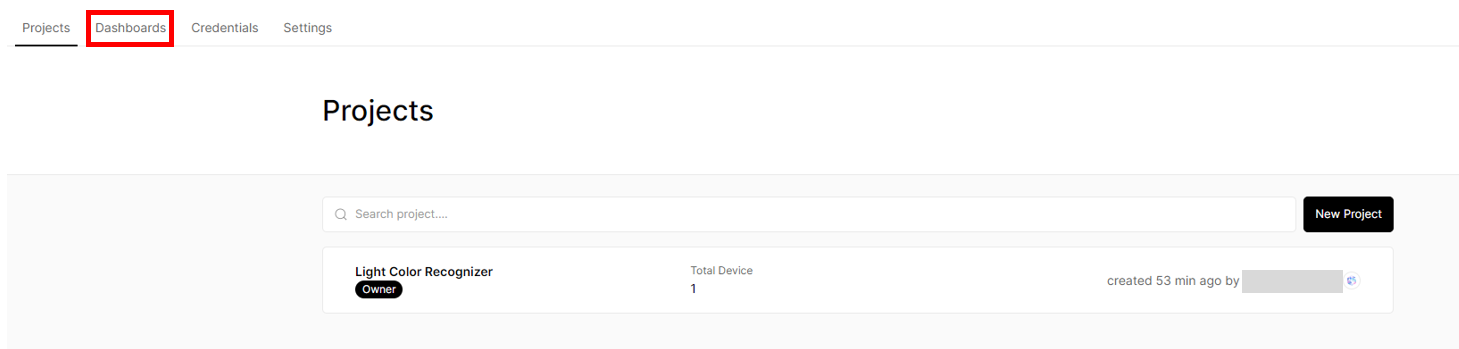 Projects Dashboards Credentials Settings
Projects
Search project....
New Project
Light Color Recognizer
Owner
Total Device
1
created 53 min ago by